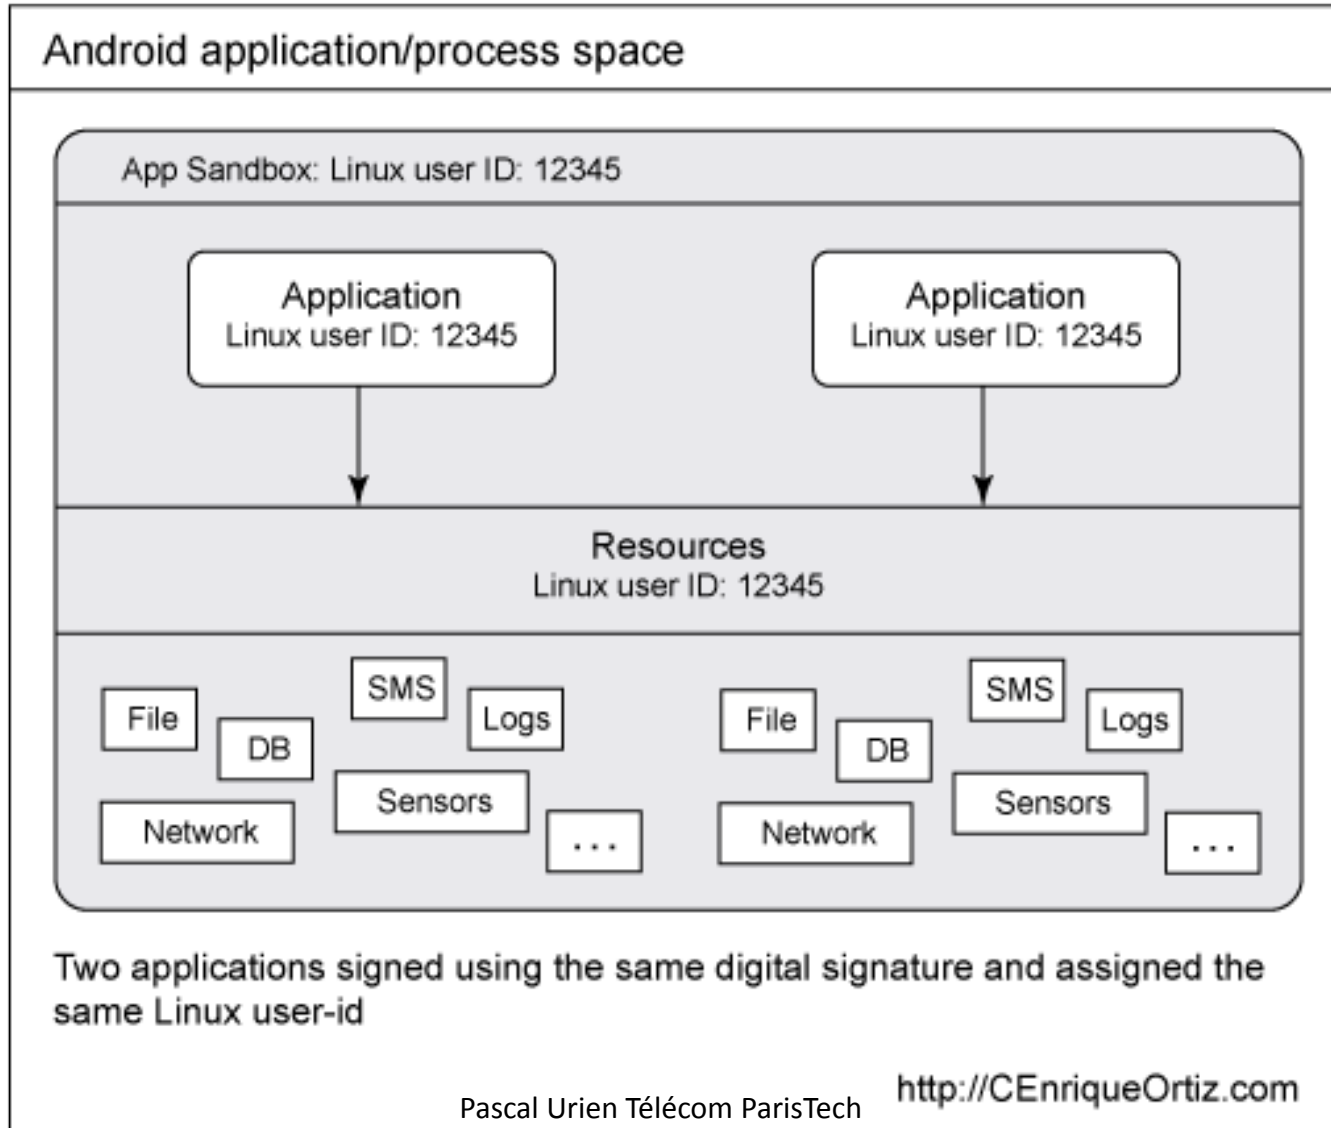 Android application/process space
App Sandbox: Linux user ID: 12345
Application
Linux user ID: 12345
Application
Linux user ID: 12345
Resources
Linux user ID: 12345
File
DB
SMS
Logs
Network
Sensors
...
File
DB
SMS
Logs
Network
Sensors
...
Two applications signed using the same digital signature and assigned the
same Linux user-id
http://CEnriqueOrtiz.com
Pascal Urien Télécom ParisTech